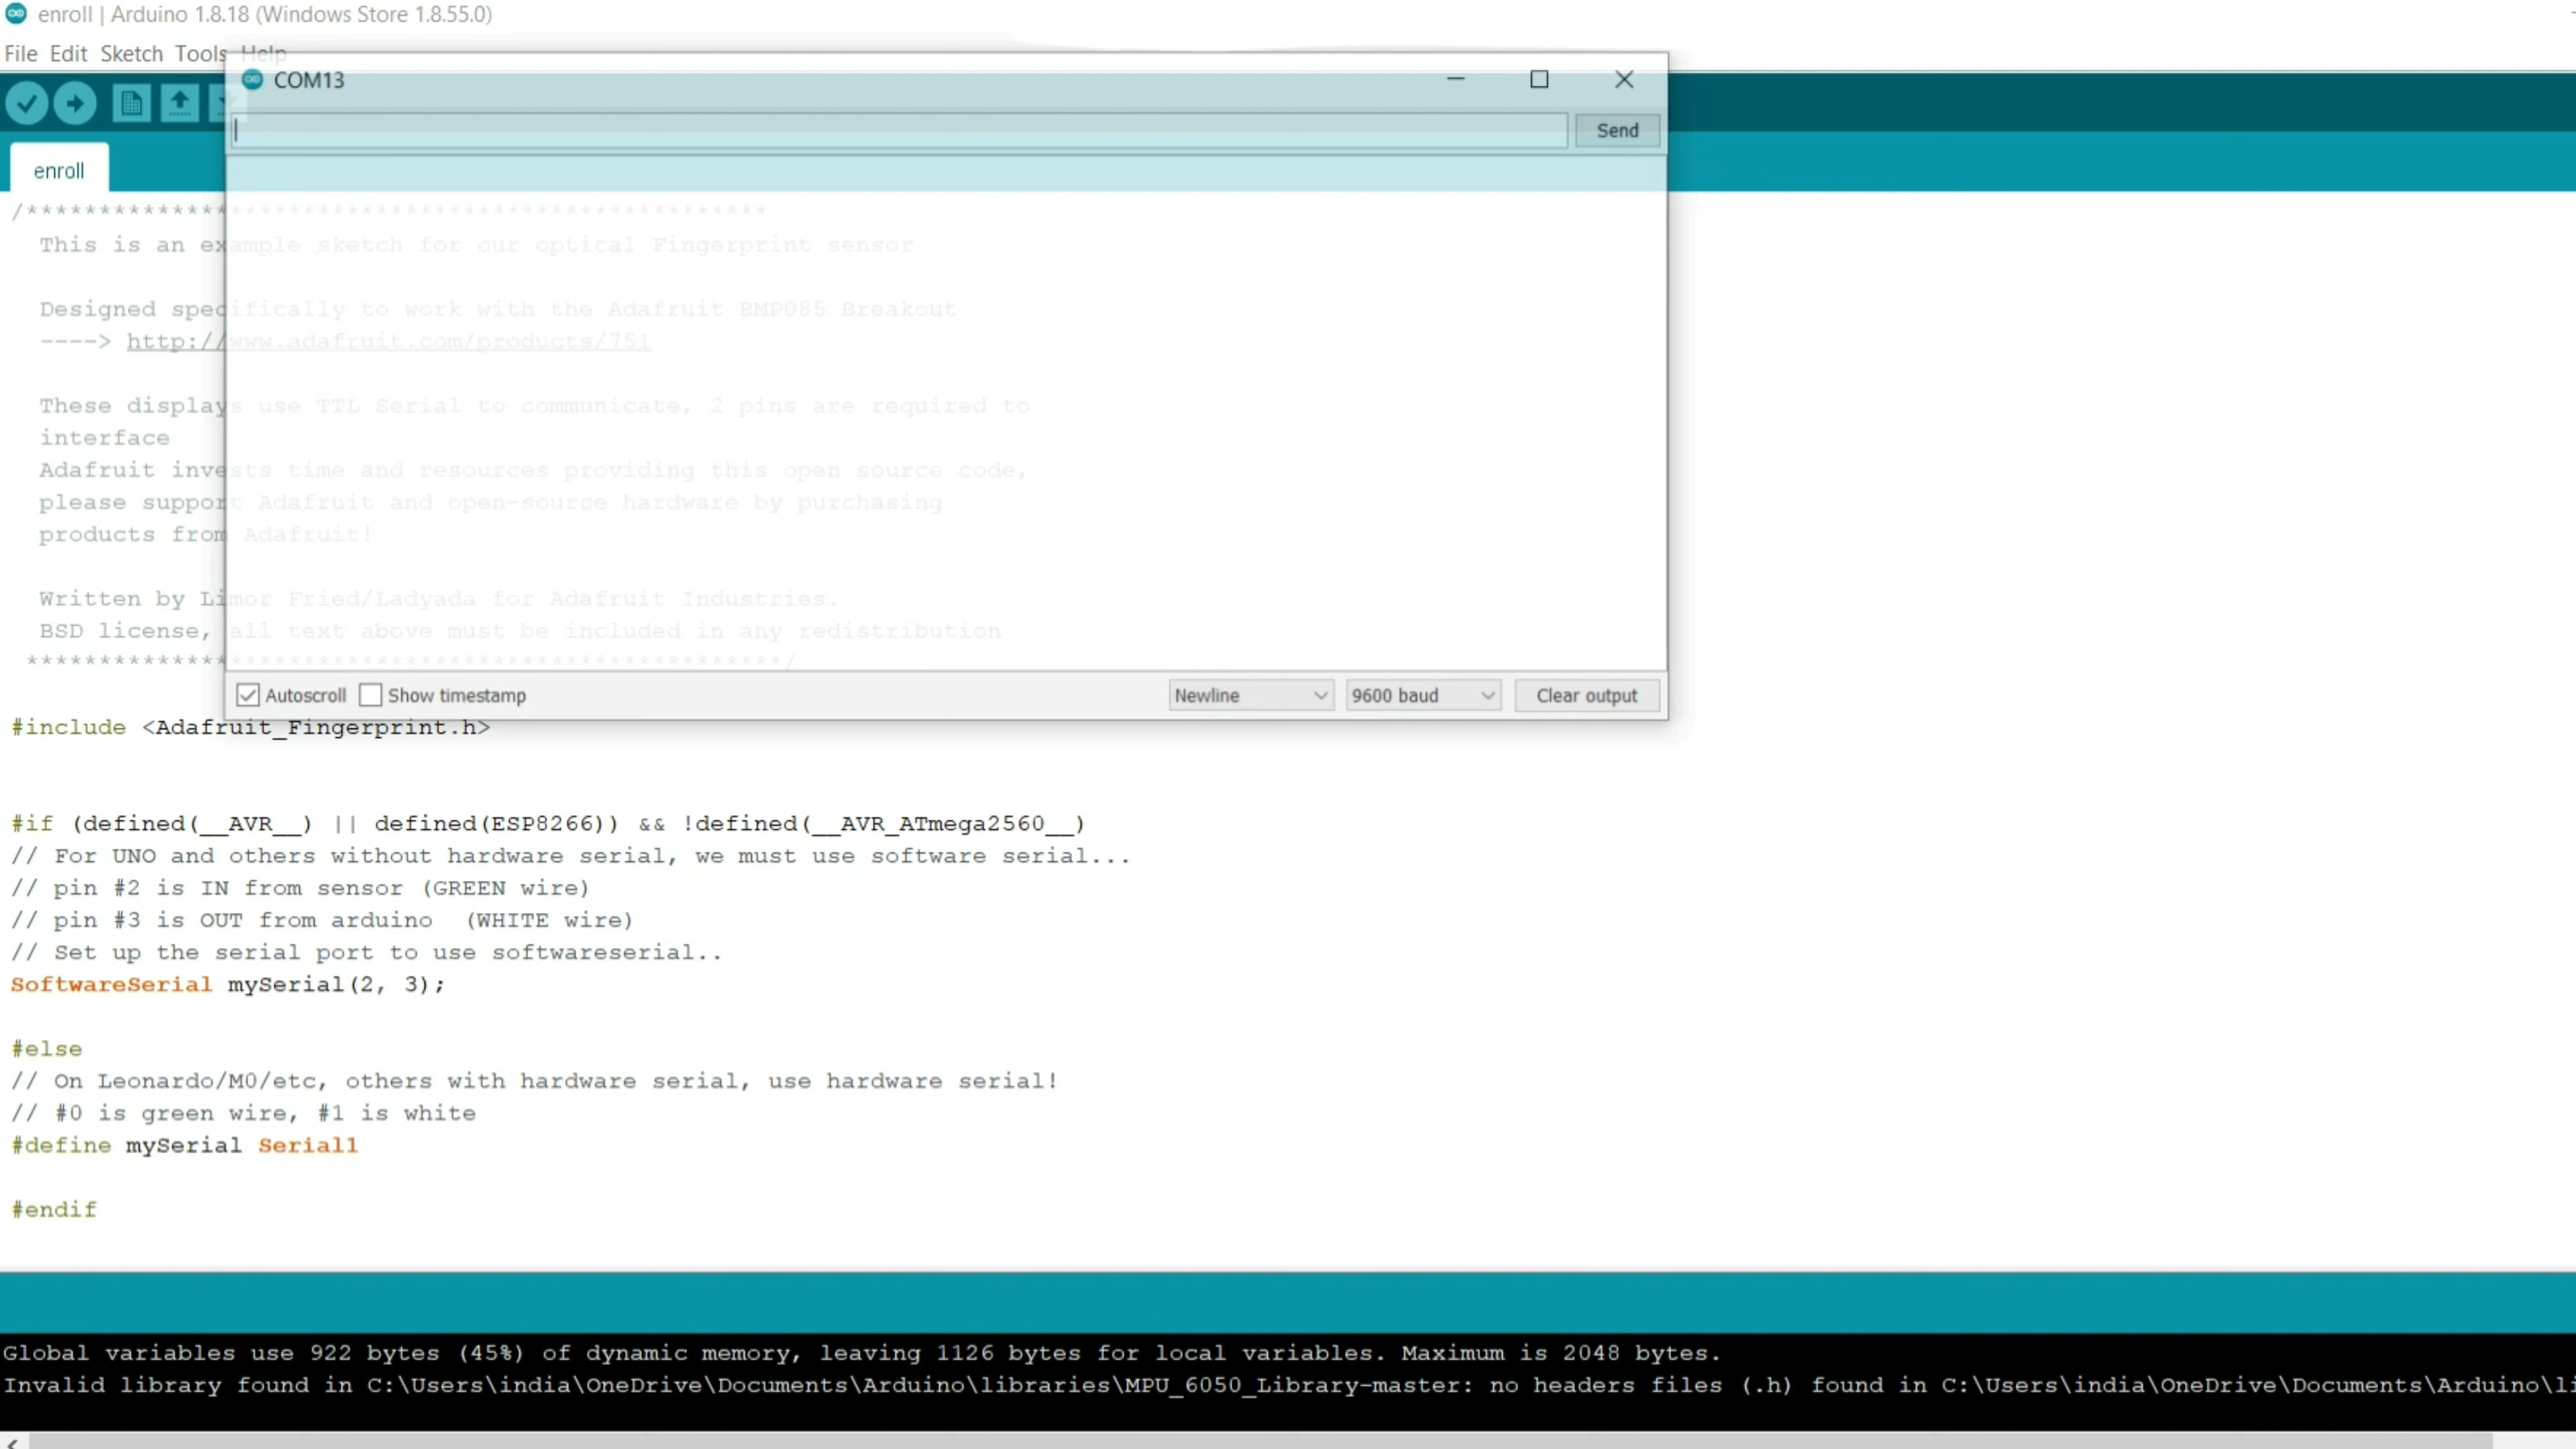 enroll | Arduino 1.8.18 (Windows Store 1.8.55.0)
File Edit Sketch Tools Help
COM13
Send
enroll
/***************************************************
This is an example sketch for our optical Fingerprint sensor
Designed specifically to work with the Adafruit BMP085 Breakout
----> http://www.adafruit.com/products/751
These displays use TTL Serial to communicate, 2 pins are required to
interface
Adafruit invests time and resources providing this open source code,
please support Adafruit and open-source hardware by purchasing
products from Adafruit!
Written by Limor Fried/Ladyada for Adafruit Industries.
BSD license, all text above must be included in any redistribution
****************************************************/
Autoscroll Show timestamp Newline 9600 baud Clear output
#include <Adafruit_Fingerprint.h>
#if (defined(__AVR__) || defined(ESP8266)) && !defined(__AVR_ATmega2560__)
// For UNO and others without hardware serial, we must use software serial...
// pin #2 is IN from sensor (GREEN wire)
// pin #3 is OUT from arduino  (WHITE wire)
// Set up the serial port to use softwareserial..
SoftwareSerial mySerial(2, 3);
#else
// On Leonardo/M0/etc, others with hardware serial, use hardware serial!
// #0 is green wire, #1 is white
#define mySerial Serial1
#endif
Global variables use 922 bytes (45%) of dynamic memory, leaving 1126 bytes for local variables. Maximum is 2048 bytes.
Invalid library found in C:\Users\india\OneDrive\Documents\Arduino\libraries\MPU_6050_Library-master: no headers files (.h) found in C:\Users\india\OneDrive\Documents\Arduino\li